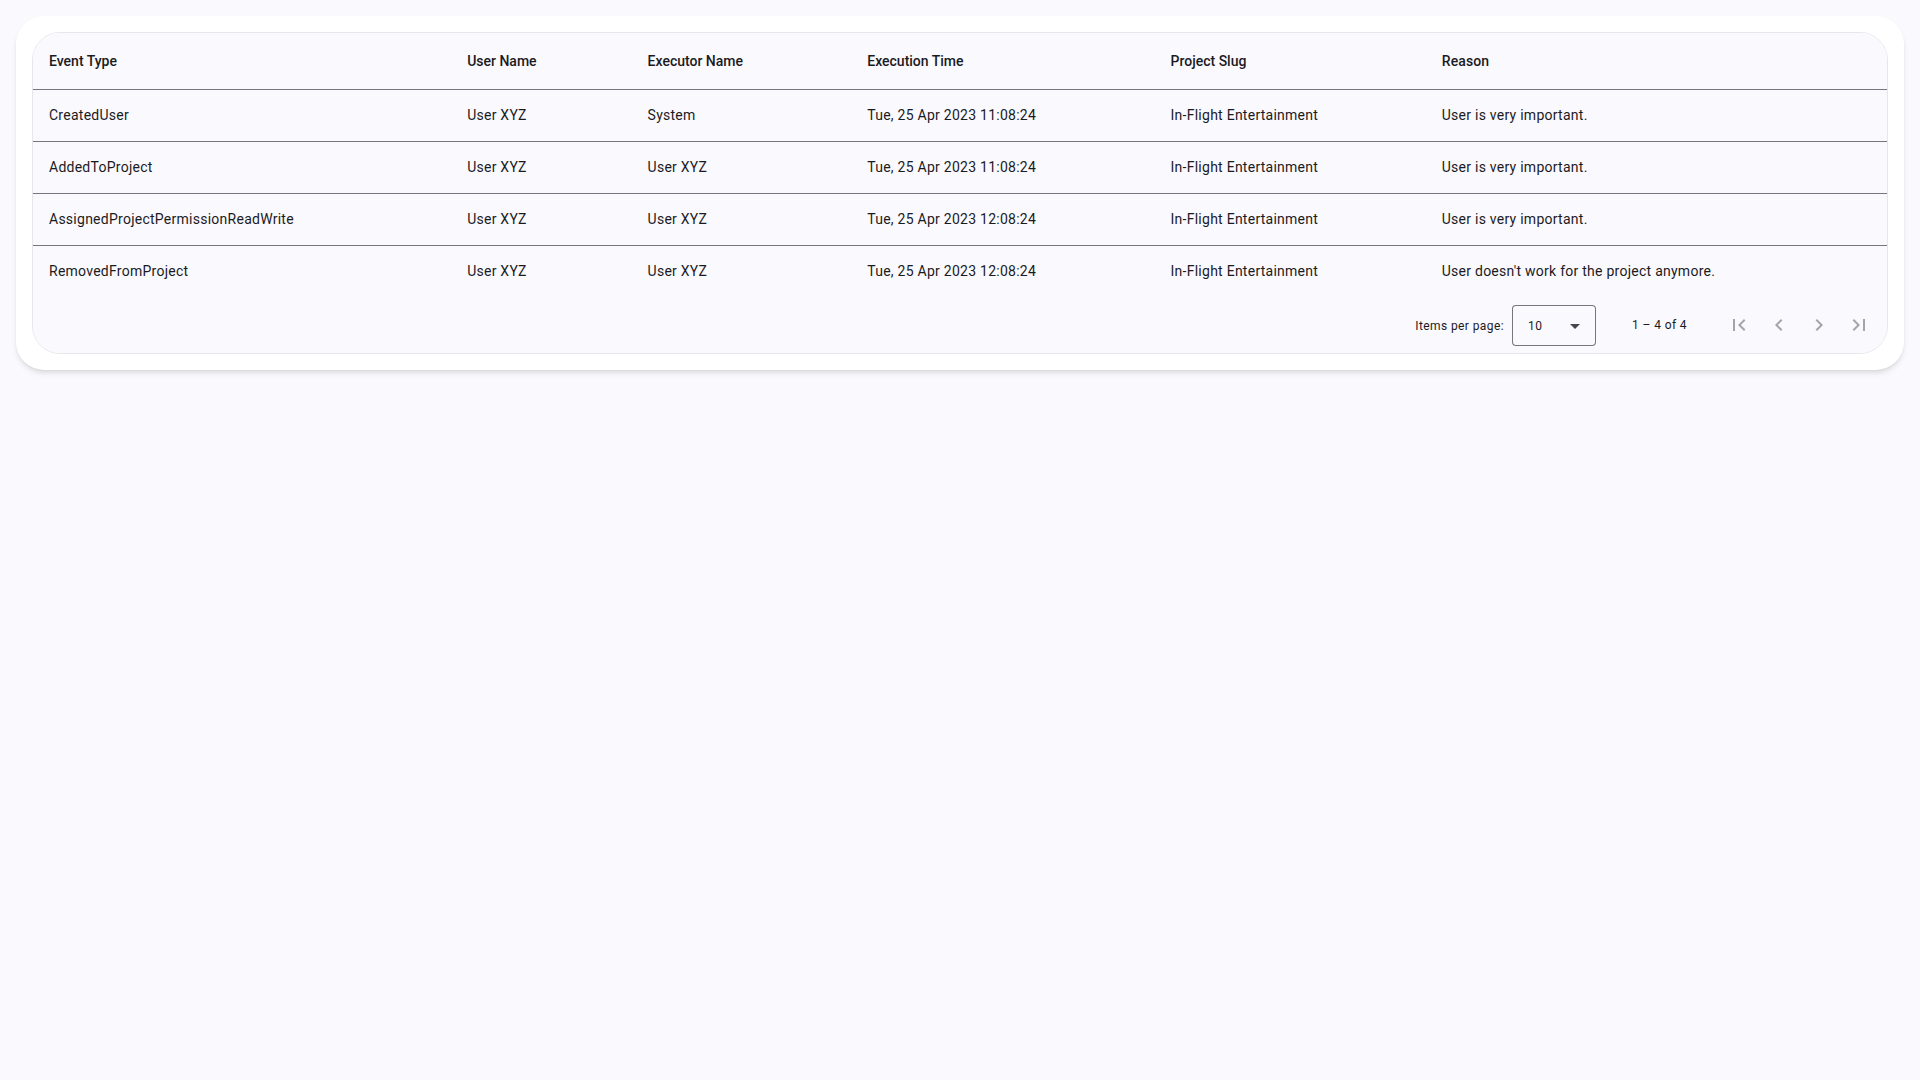 Event Type User Name Executor Name Execution Time Project Slug Reason
CreatedUser User XYZ System Tue, 25 Apr 2023 11:08:24 In-Flight Entertainment User is very important.
AddedToProject User XYZ User XYZ Tue, 25 Apr 2023 11:08:24 In-Flight Entertainment User is very important.
AssignedProjectPermissionReadWrite User XYZ User XYZ Tue, 25 Apr 2023 12:08:24 In-Flight Entertainment User is very important.
RemovedFromProject User XYZ User XYZ Tue, 25 Apr 2023 12:08:24 In-Flight Entertainment User doesn't work for the project anymore.
Items per page: 10 1 – 4 of 4